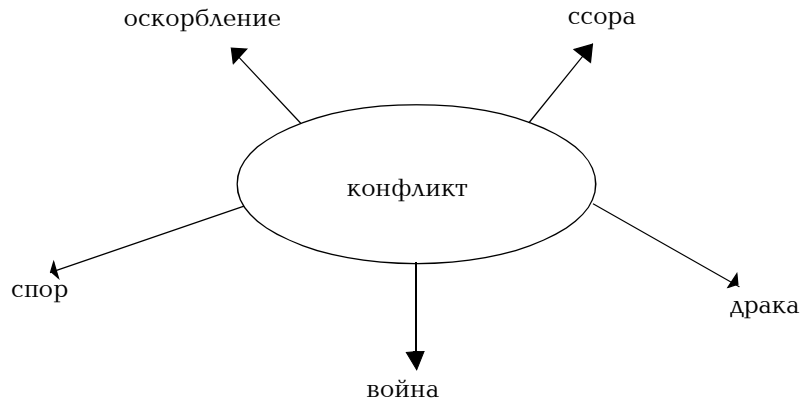 оскорбление
ссора
конфликт
спор
драка
война